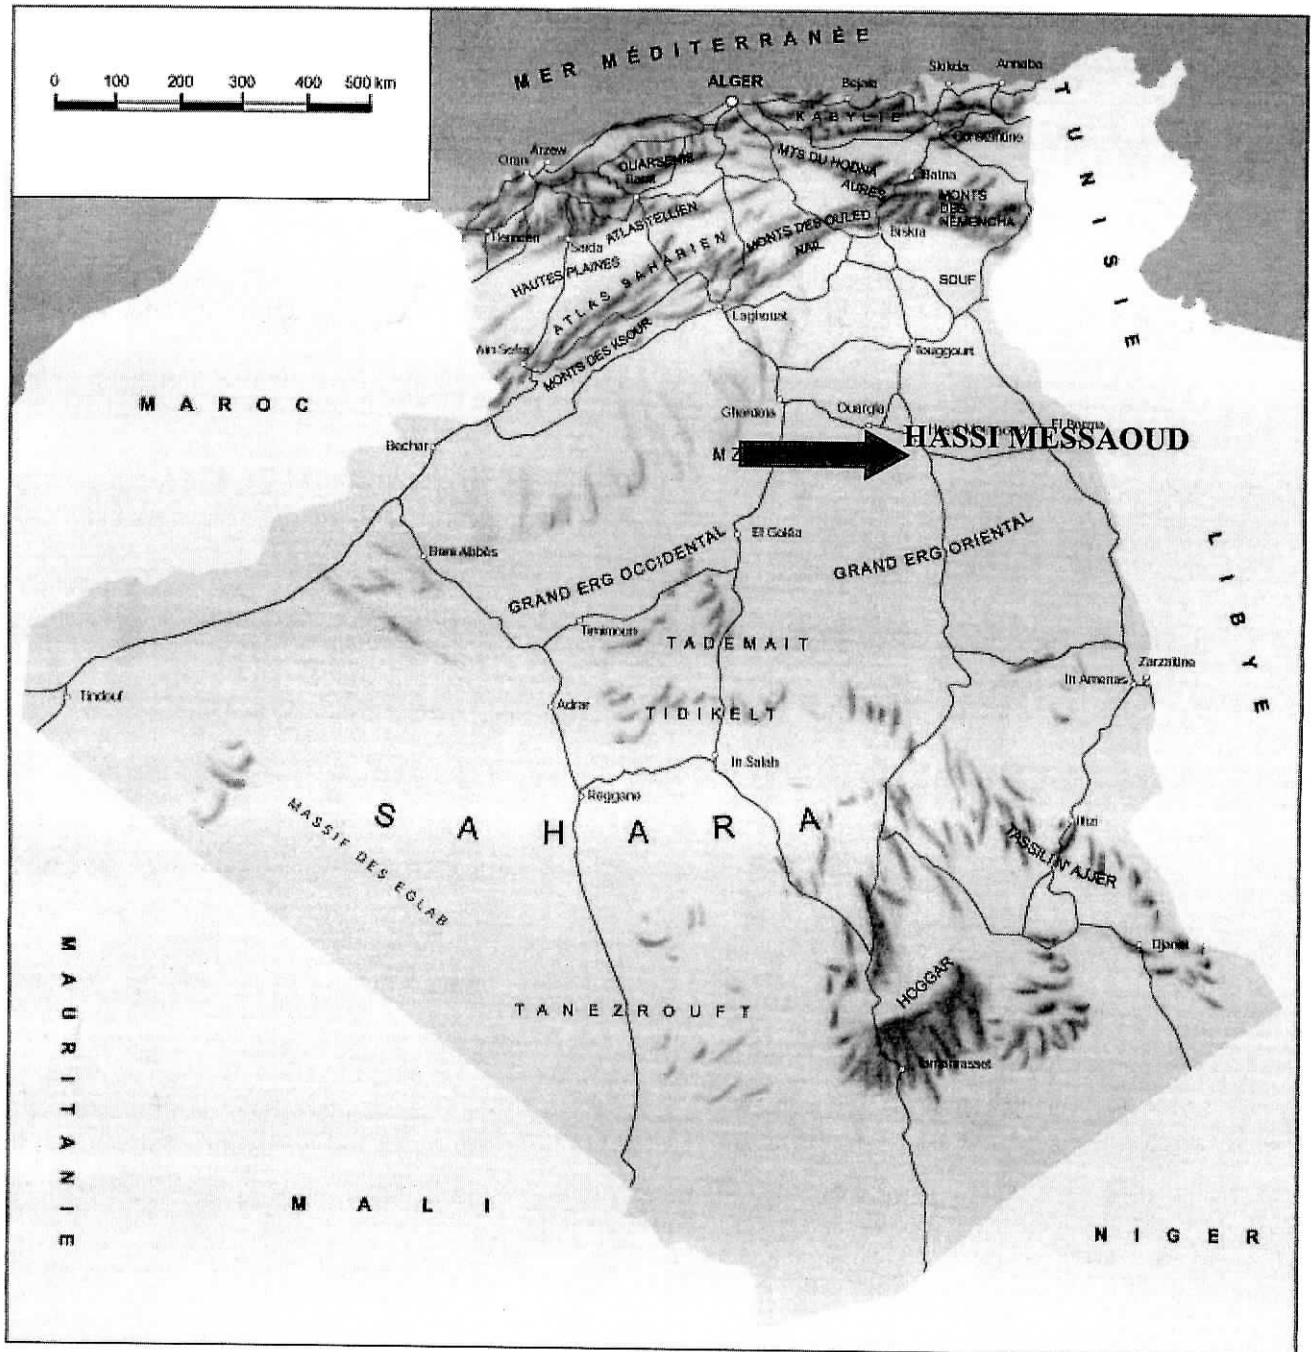 0 100 200 300 400 500 km
MER MÉDITERRANÉE
ALGER
Bejaia
Skikda
Annaba
TUNISIE
KABYLIE
Constantine
Oran
Arzew
OUARSENIS
MTS DU HODNA
Batna
AURES
MONTS
DES
NEMENCHA
Tlemcen
Saida
ATLAS TELLIEN
MONTS DES OULED
NAIL
Biskra
HAUTES PLAINES
ATLAS SAHARIEN
SOUF
Laghouat
Ain Sefra
MONTS DES KSOUR
Touggourt
MAROC
Ghardaia
Ouargla
El Borma
HASSI MESSAOUD
Bechar
MZ
LIBYE
El Goléa
Beni Abbès
GRAND ERG OCCIDENTAL
GRAND ERG ORIENTAL
Timimoun
TADEMAIT
Zarzaitine
In Amenas
Tindouf
Adrar
TIDIKELT
In Salah
Reggane
SAHARA
MASSIF DES EGLAB
Illizi
TASSILI N'AJJER
MAURITANIE
Djanet
HOGGAR
TANEZROUFT
Tamanrasset
MALI
NIGER